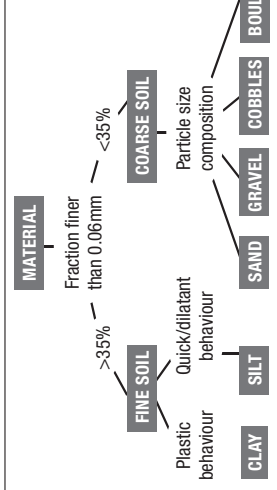 MATERIAL
Fraction finer
than 0.06mm
>35%
<35%
FINE SOIL
COARSE SOIL
Plastic
behaviour
Quick/dilatant
behaviour
Particle size
composition
CLAY
SILT
SAND
GRAVEL
COBBLES